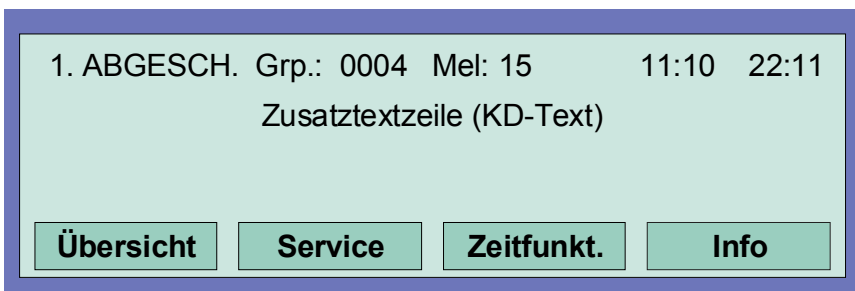 1. ABGESCH. Grp.: 0004 Mel: 15 11:10 22:11
Zusatztextzeile (KD-Text)
Übersicht Service Zeitfunkt. Info